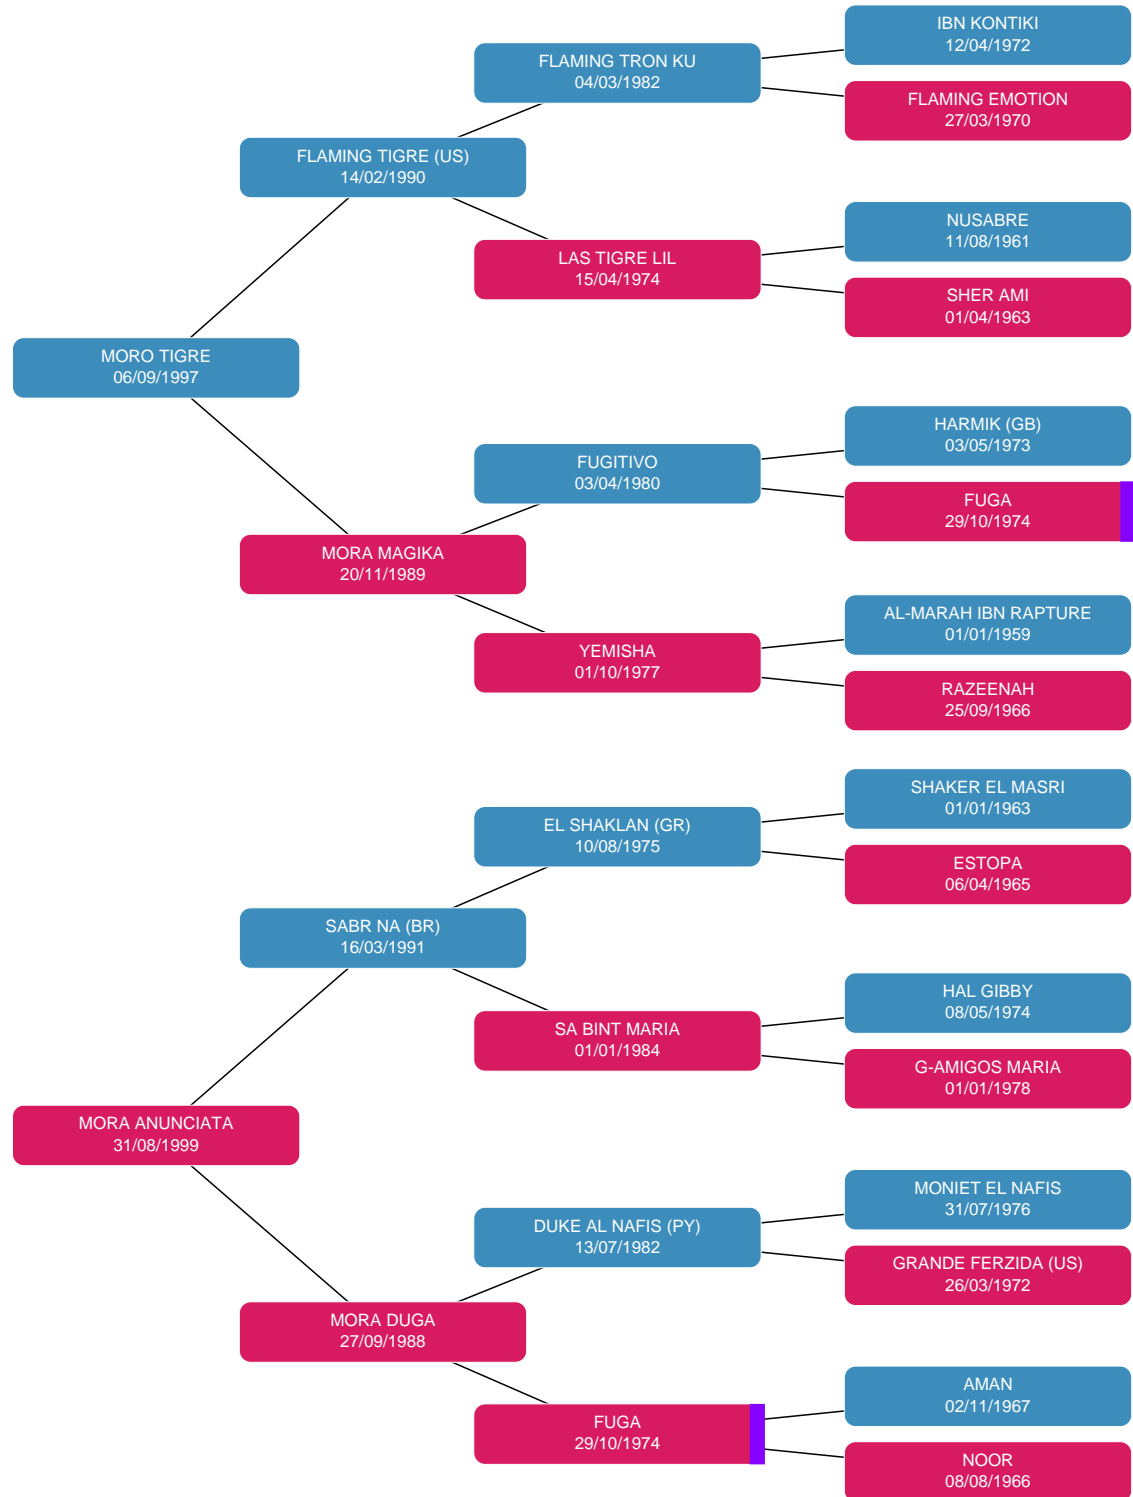 IBN KONTIKI
12/04/1972
FLAMING TRON KU
04/03/1982
FLAMING EMOTION
27/03/1970
FLAMING TIGRE (US)
14/02/1990
NUSABRE
11/08/1961
LAS TIGRE LIL
15/04/1974
SHER AMI
01/04/1963
MORO TIGRE
06/09/1997
HARMIK (GB)
03/05/1973
FUGITIVO
03/04/1980
FUGA
29/10/1974
MORA MAGIKA
20/11/1989
AL-MARAH IBN RAPTURE
01/01/1959
YEMISHA
01/10/1977
RAZEENAH
25/09/1966
SHAKER EL MASRI
01/01/1963
EL SHAKLAN (GR)
10/08/1975
ESTOPA
06/04/1965
SABR NA (BR)
16/03/1991
HAL GIBBY
08/05/1974
SA BINT MARIA
01/01/1984
G-AMIGOS MARIA
01/01/1978
MORA ANUNCIATA
31/08/1999
MONIET EL NAFIS
31/07/1976
DUKE AL NAFIS (PY)
13/07/1982
GRANDE FERZIDA (US)
26/03/1972
MORA DUGA
27/09/1988
AMAN
02/11/1967
FUGA
29/10/1974
NOOR
08/08/1966